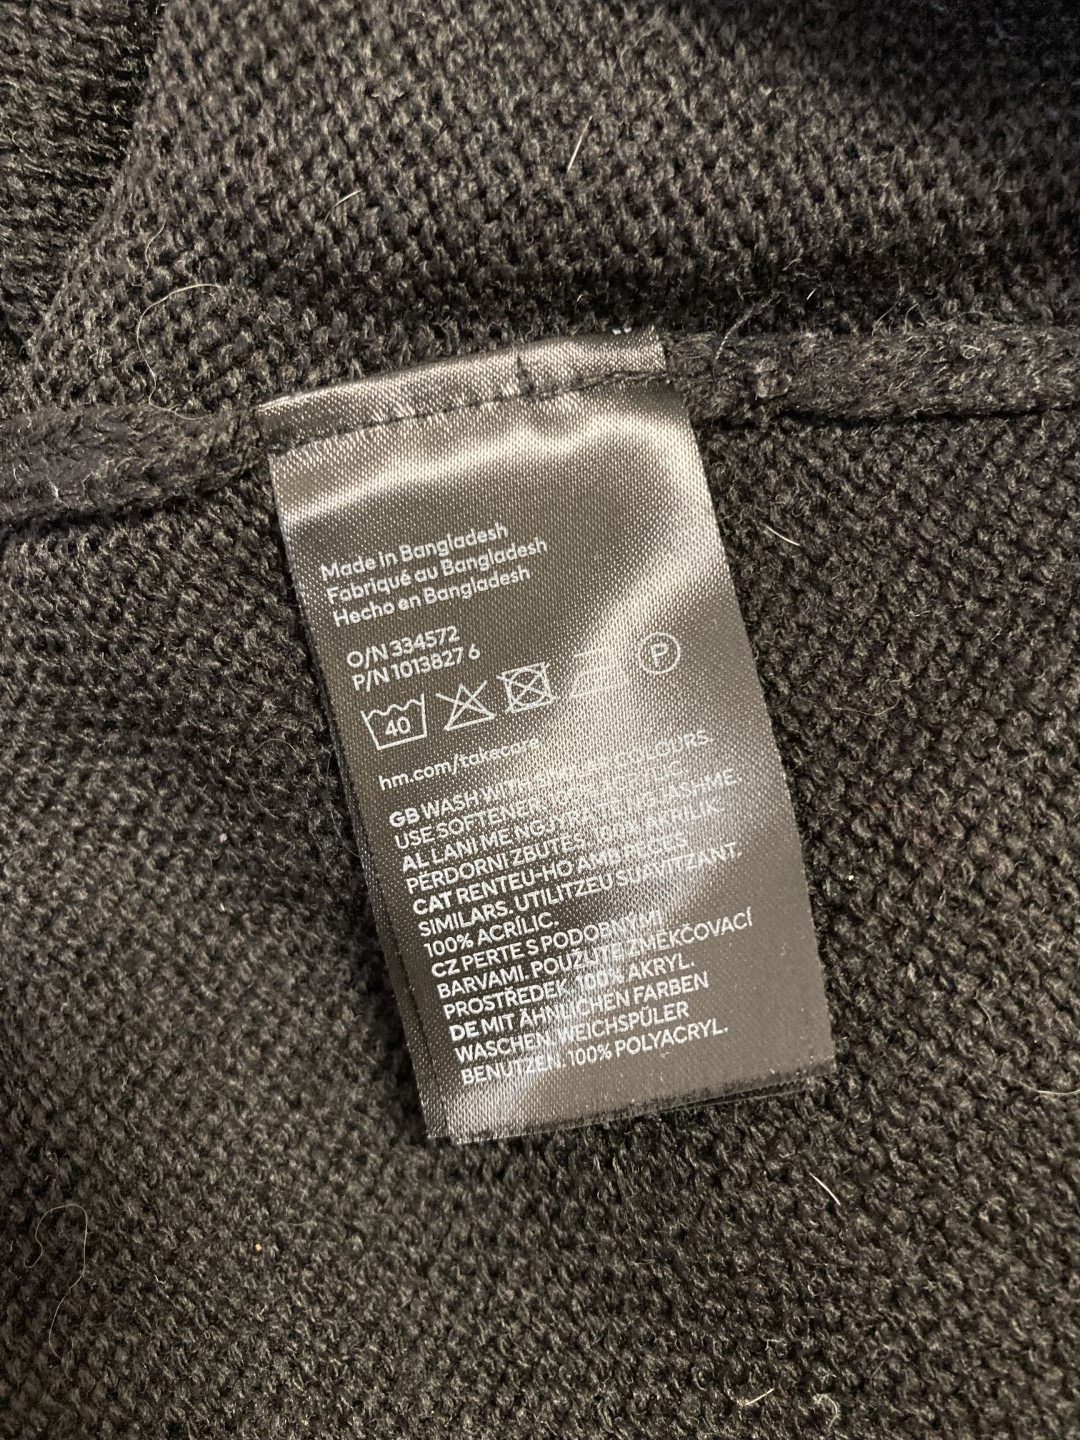 Made in Bangladesh
Fabriqué au Bangladesh
Hecho en Bangladesh
O/N 334572
P/N 1013827 6
40
P
hm.com/takecare
GB WASH WITH SIMILAR COLOURS.
USE SOFTENER. 100% ACRYLIC.
AL LANI ME NGJYRA TË NGJASHME.
PËRDORNI ZBUTËS. 100% AKRILIK.
CAT RENTEU-HO AMB PECES
SIMILARS. UTILITZEU SUAVITZANT.
100% ACRÍLIC.
CZ PERTE S PODOBNÝMI
BARVAMI. POUŽIJTE ZMĚKČOVACÍ
PROSTŘEDEK. 100% AKRYL.
DE MIT ÄHNLICHEN FARBEN
WASCHEN. WEICHSPÜLER
BENUTZEN. 100% POLYACRYL.